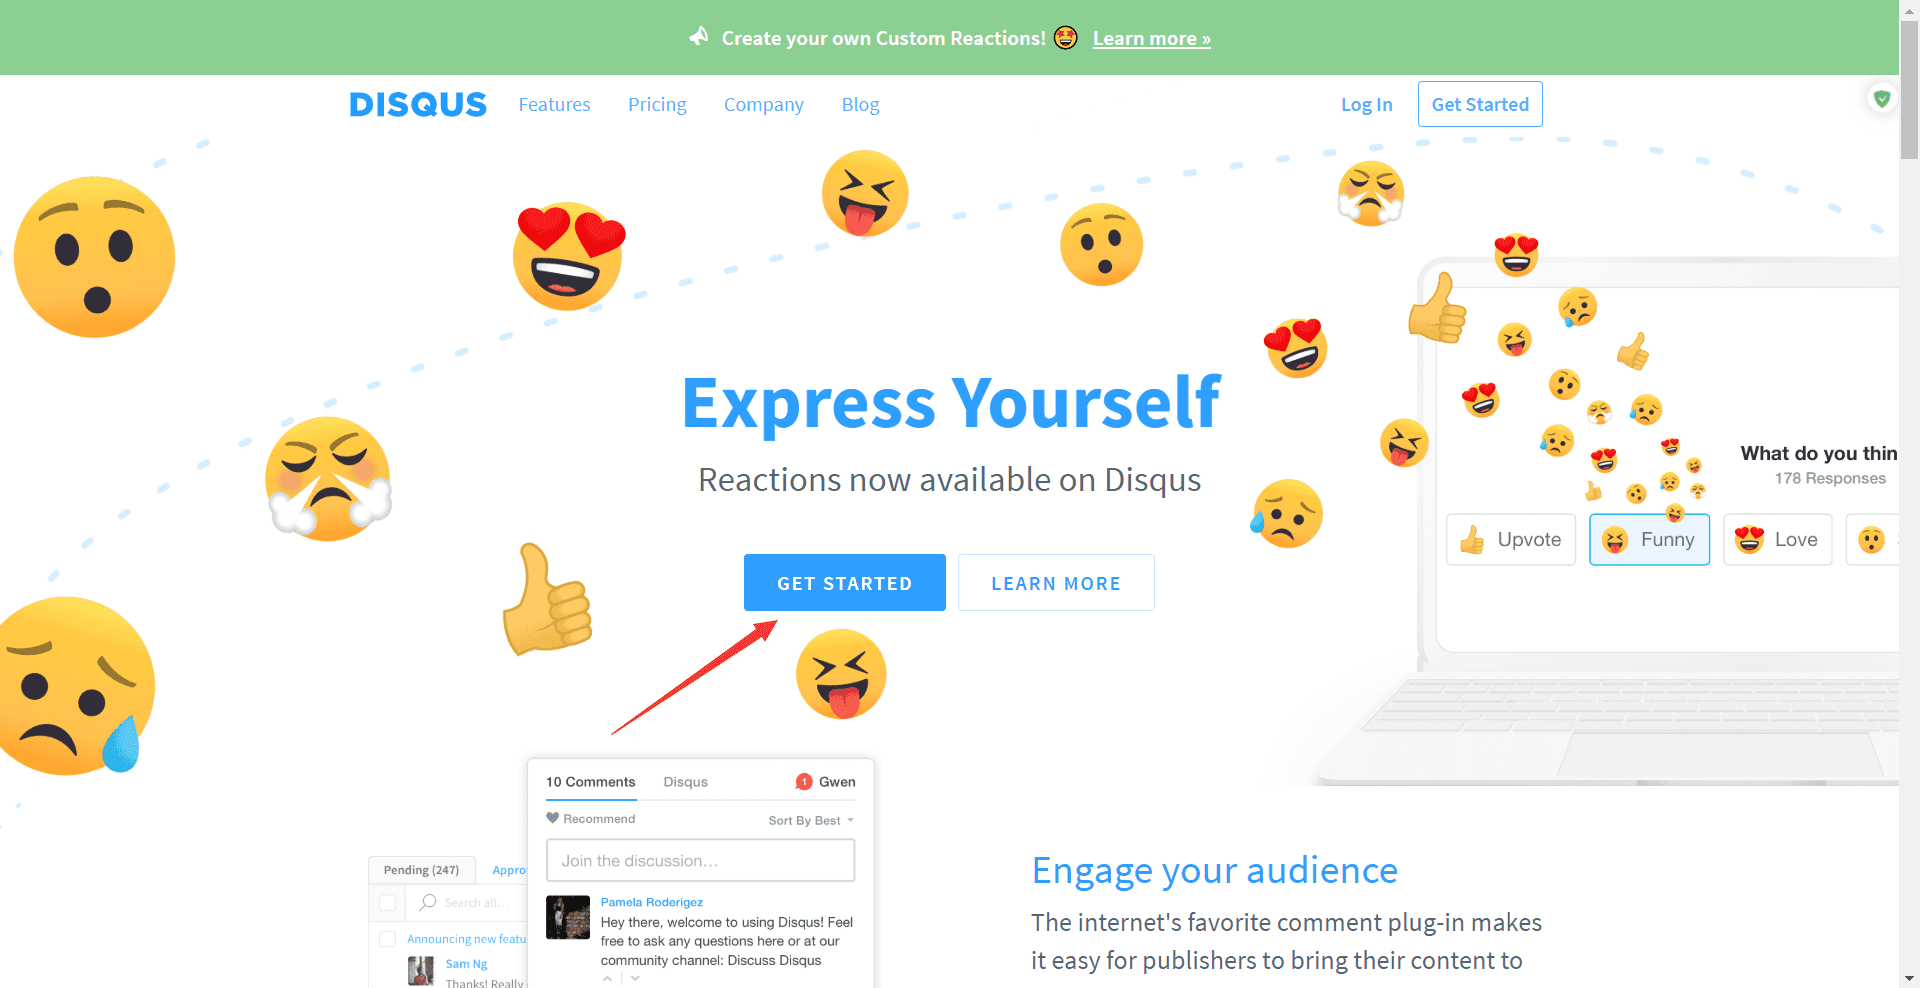 Create your own Custom Reactions! Learn more »
DISQUS Features Pricing Company Blog Log In Get Started
Express Yourself
Reactions now available on Disqus
GET STARTED LEARN MORE
What do you thin
178 Responses
Upvote Funny Love
10 Comments Disqus 1 Gwen
Recommend Sort By Best
Join the discussion...
Pamela Roderigez
Hey there, welcome to using Disqus! Feel
free to ask any questions here or at our
community channel: Discuss Disqus
Pending (247) Appro
Search all...
Announcing new featu
Sam Ng
Thanks! Really
Engage your audience
The internet's favorite comment plug-in makes
it easy for publishers to bring their content to